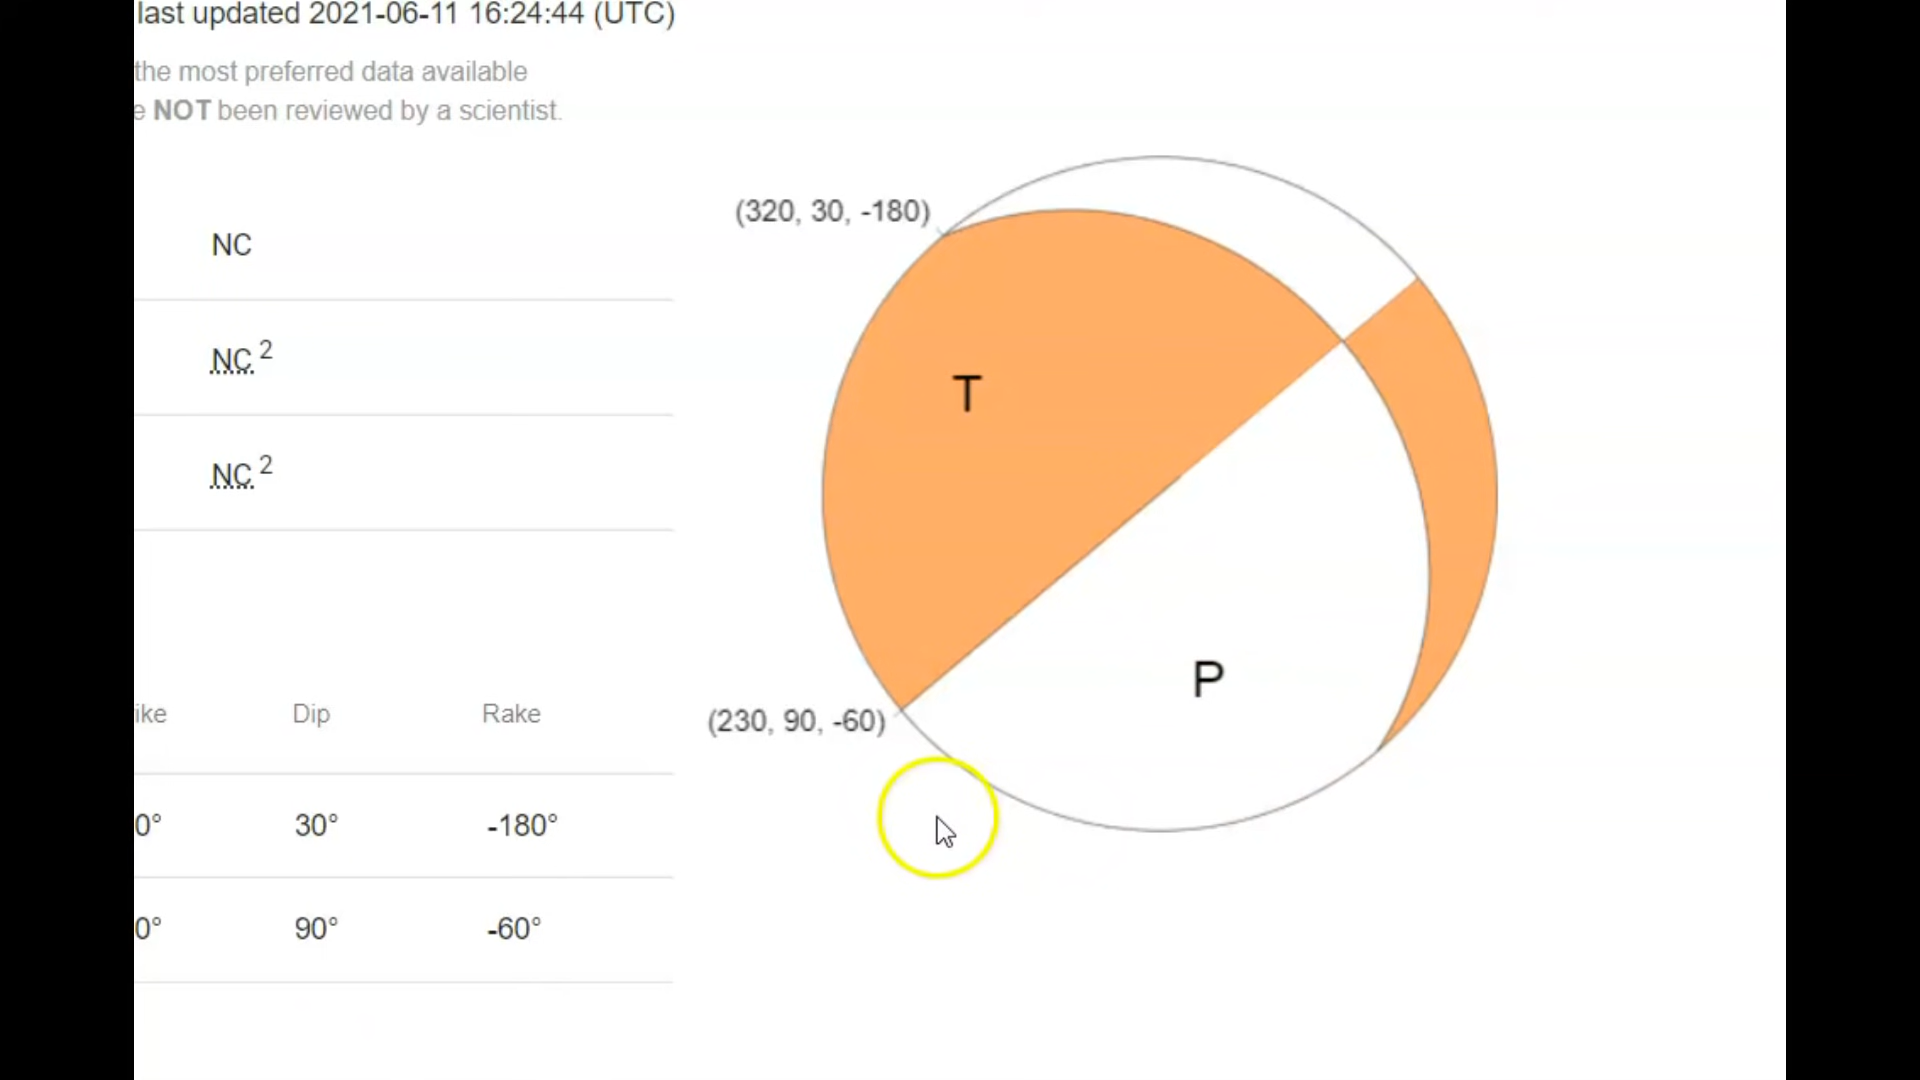 last updated 2021-06-11 16:24:44 (UTC)
the most preferred data available
e NOT been reviewed by a scientist.
(320, 30, -180)
NC
NC 2
T
NC 2
P
ike Dip Rake
(230, 90, -60)
0° 30° -180°
0° 90° -60°